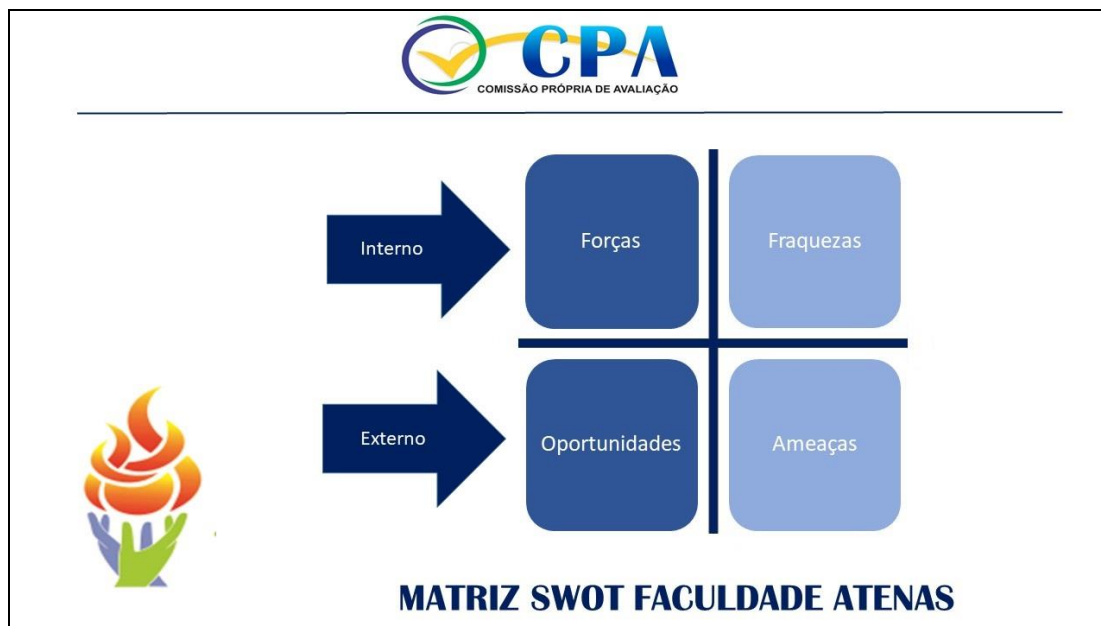 CPA
COMISSÃO PRÓPRIA DE AVALIAÇÃO
Interno
Forças
Fraquezas
Externo
Oportunidades
Ameaças
MATRIZ SWOT FACULDADE ATENAS